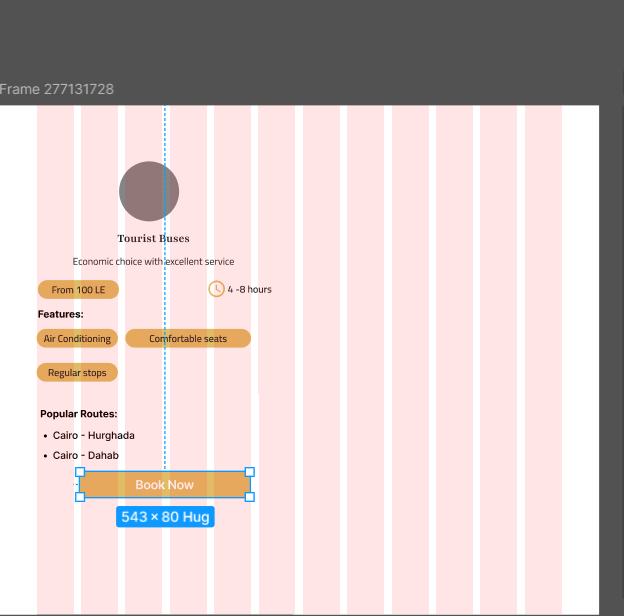 Frame 277131728
Tourist Buses
Economic choice with excellent service
From 100 LE
4 -8 hours
Features:
Air Conditioning
Comfortable seats
Regular stops
Popular Routes:
• Cairo - Hurghada
• Cairo - Dahab
Book Now
543 × 80 Hug